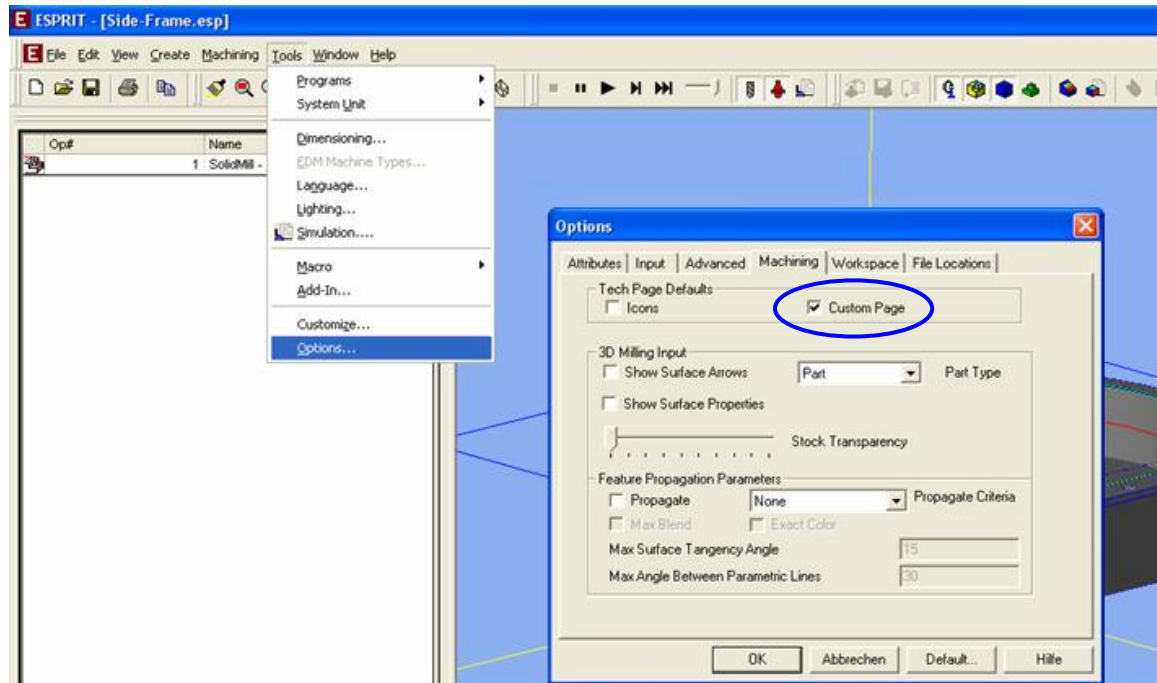 ESPRIT - [Side-Frame.esp]
File Edit View Create Machining Tools Window Help
Programs
System Unit
Dimensioning...
EDM Machine Types...
Language...
Lighting...
Simulation....
Macro
Add-In...
Customize...
Options...
Op# Name
1 SolidMill -
Options
Attributes Input Advanced Machining Workspace File Locations
Tech Page Defaults
Icons Custom Page
3D Milling Input
Show Surface Arrows Part Part Type
Show Surface Properties
Stock Transparency
Feature Propagation Parameters
Propagate None Propagate Criteria
Max Blend Exact Color
Max Surface Tangency Angle 15
Max Angle Between Parametric Lines 30
OK Abbrechen Default... Hilfe